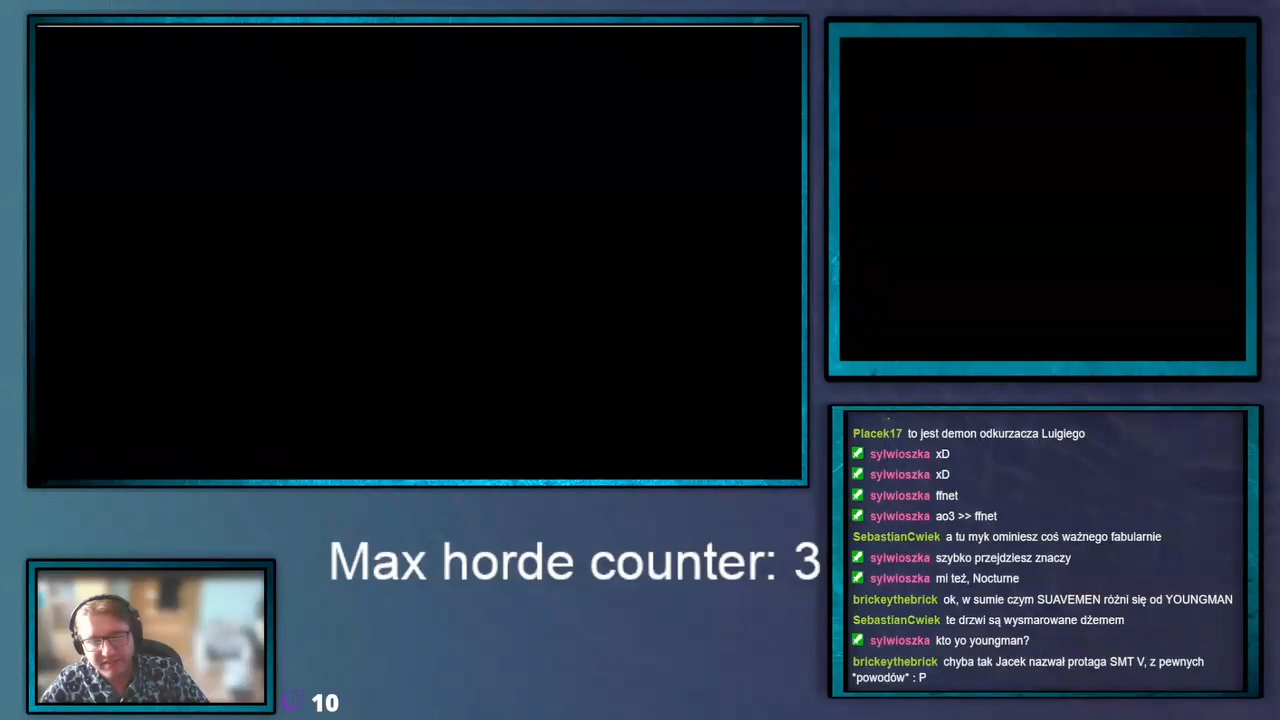 Placek17 to jest demon odkurzacza Luigiego
sylwioszka xD
sylwioszka xD
sylwioszka ffnet
sylwioszka ao3 >> ffnet
SebastianCwiek a tu myk ominiesz coś ważnego fabularnie
sylwioszka szybko przejdziesz znaczy
sylwioszka mi też, Nocturne
brickeythebrick ok, w sumie czym SUAVEMEN różni się od YOUNGMAN
SebastianCwiek te drzwi są wysmarowane dżemem
sylwioszka kto yo youngman?
brickeythebrick chyba tak Jacek nazwał protaga SMT V, z pewnych
*powodów* : P
Max horde counter: 3
10